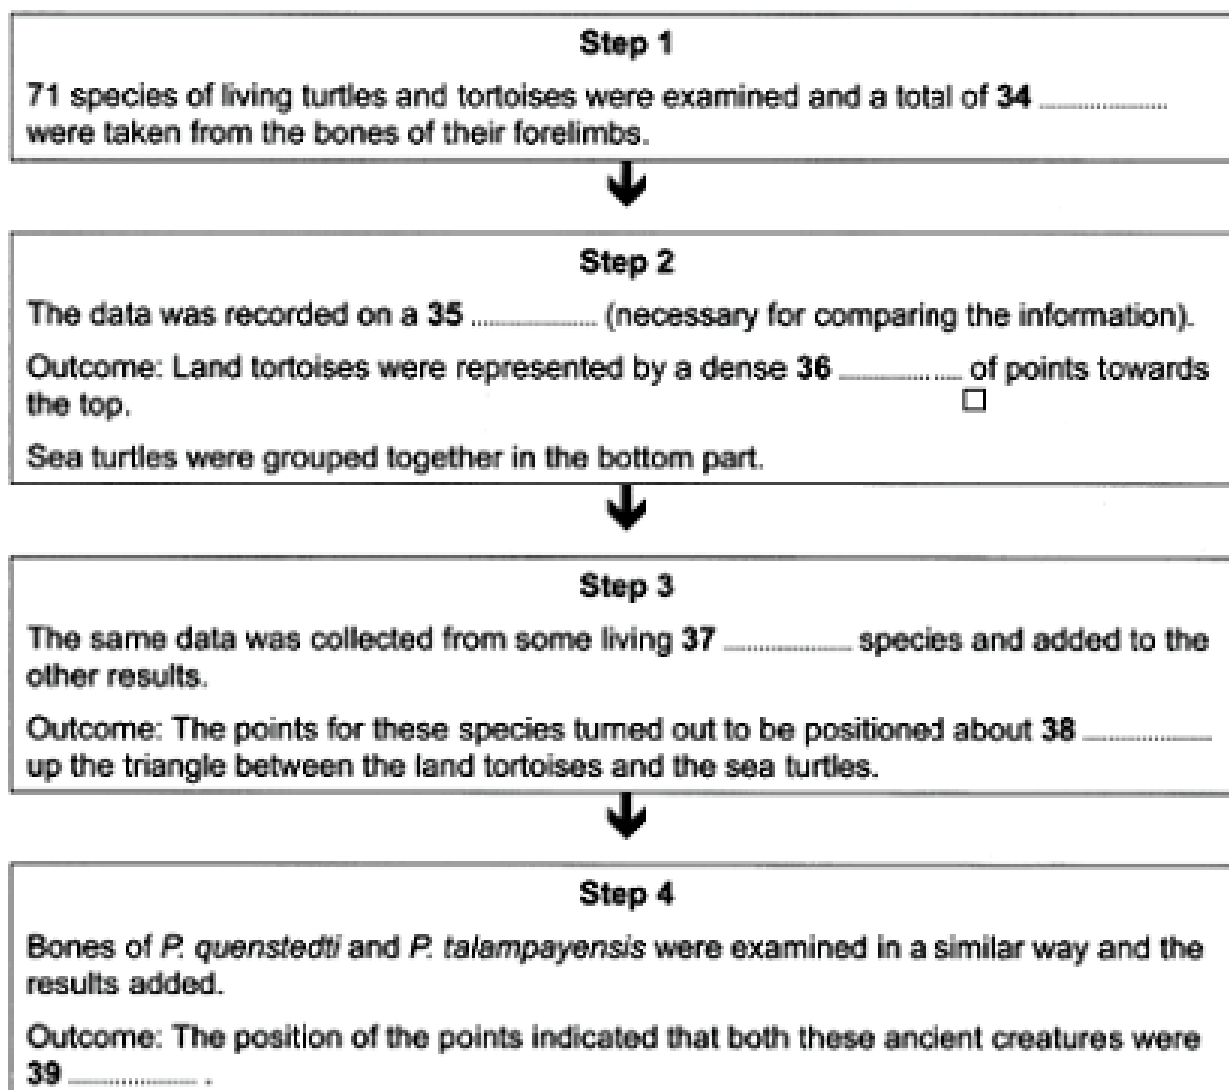 Step 1
71 species of living turtles and tortoises were examined and a total of 34 ..................
were taken from the bones of their forelimbs.
Step 2
The data was recorded on a 35 .................. (necessary for comparing the information).
Outcome: Land tortoises were represented by a dense 36 .................. of points towards
the top.
Sea turtles were grouped together in the bottom part.
Step 3
The same data was collected from some living 37 .................. species and added to the
other results.
Outcome: The points for these species turned out to be positioned about 38 ..................
up the triangle between the land tortoises and the sea turtles.
Step 4
Bones of P. quenstedti and P. talampayensis were examined in a similar way and the
results added.
Outcome: The position of the points indicated that both these ancient creatures were
39 .................. .